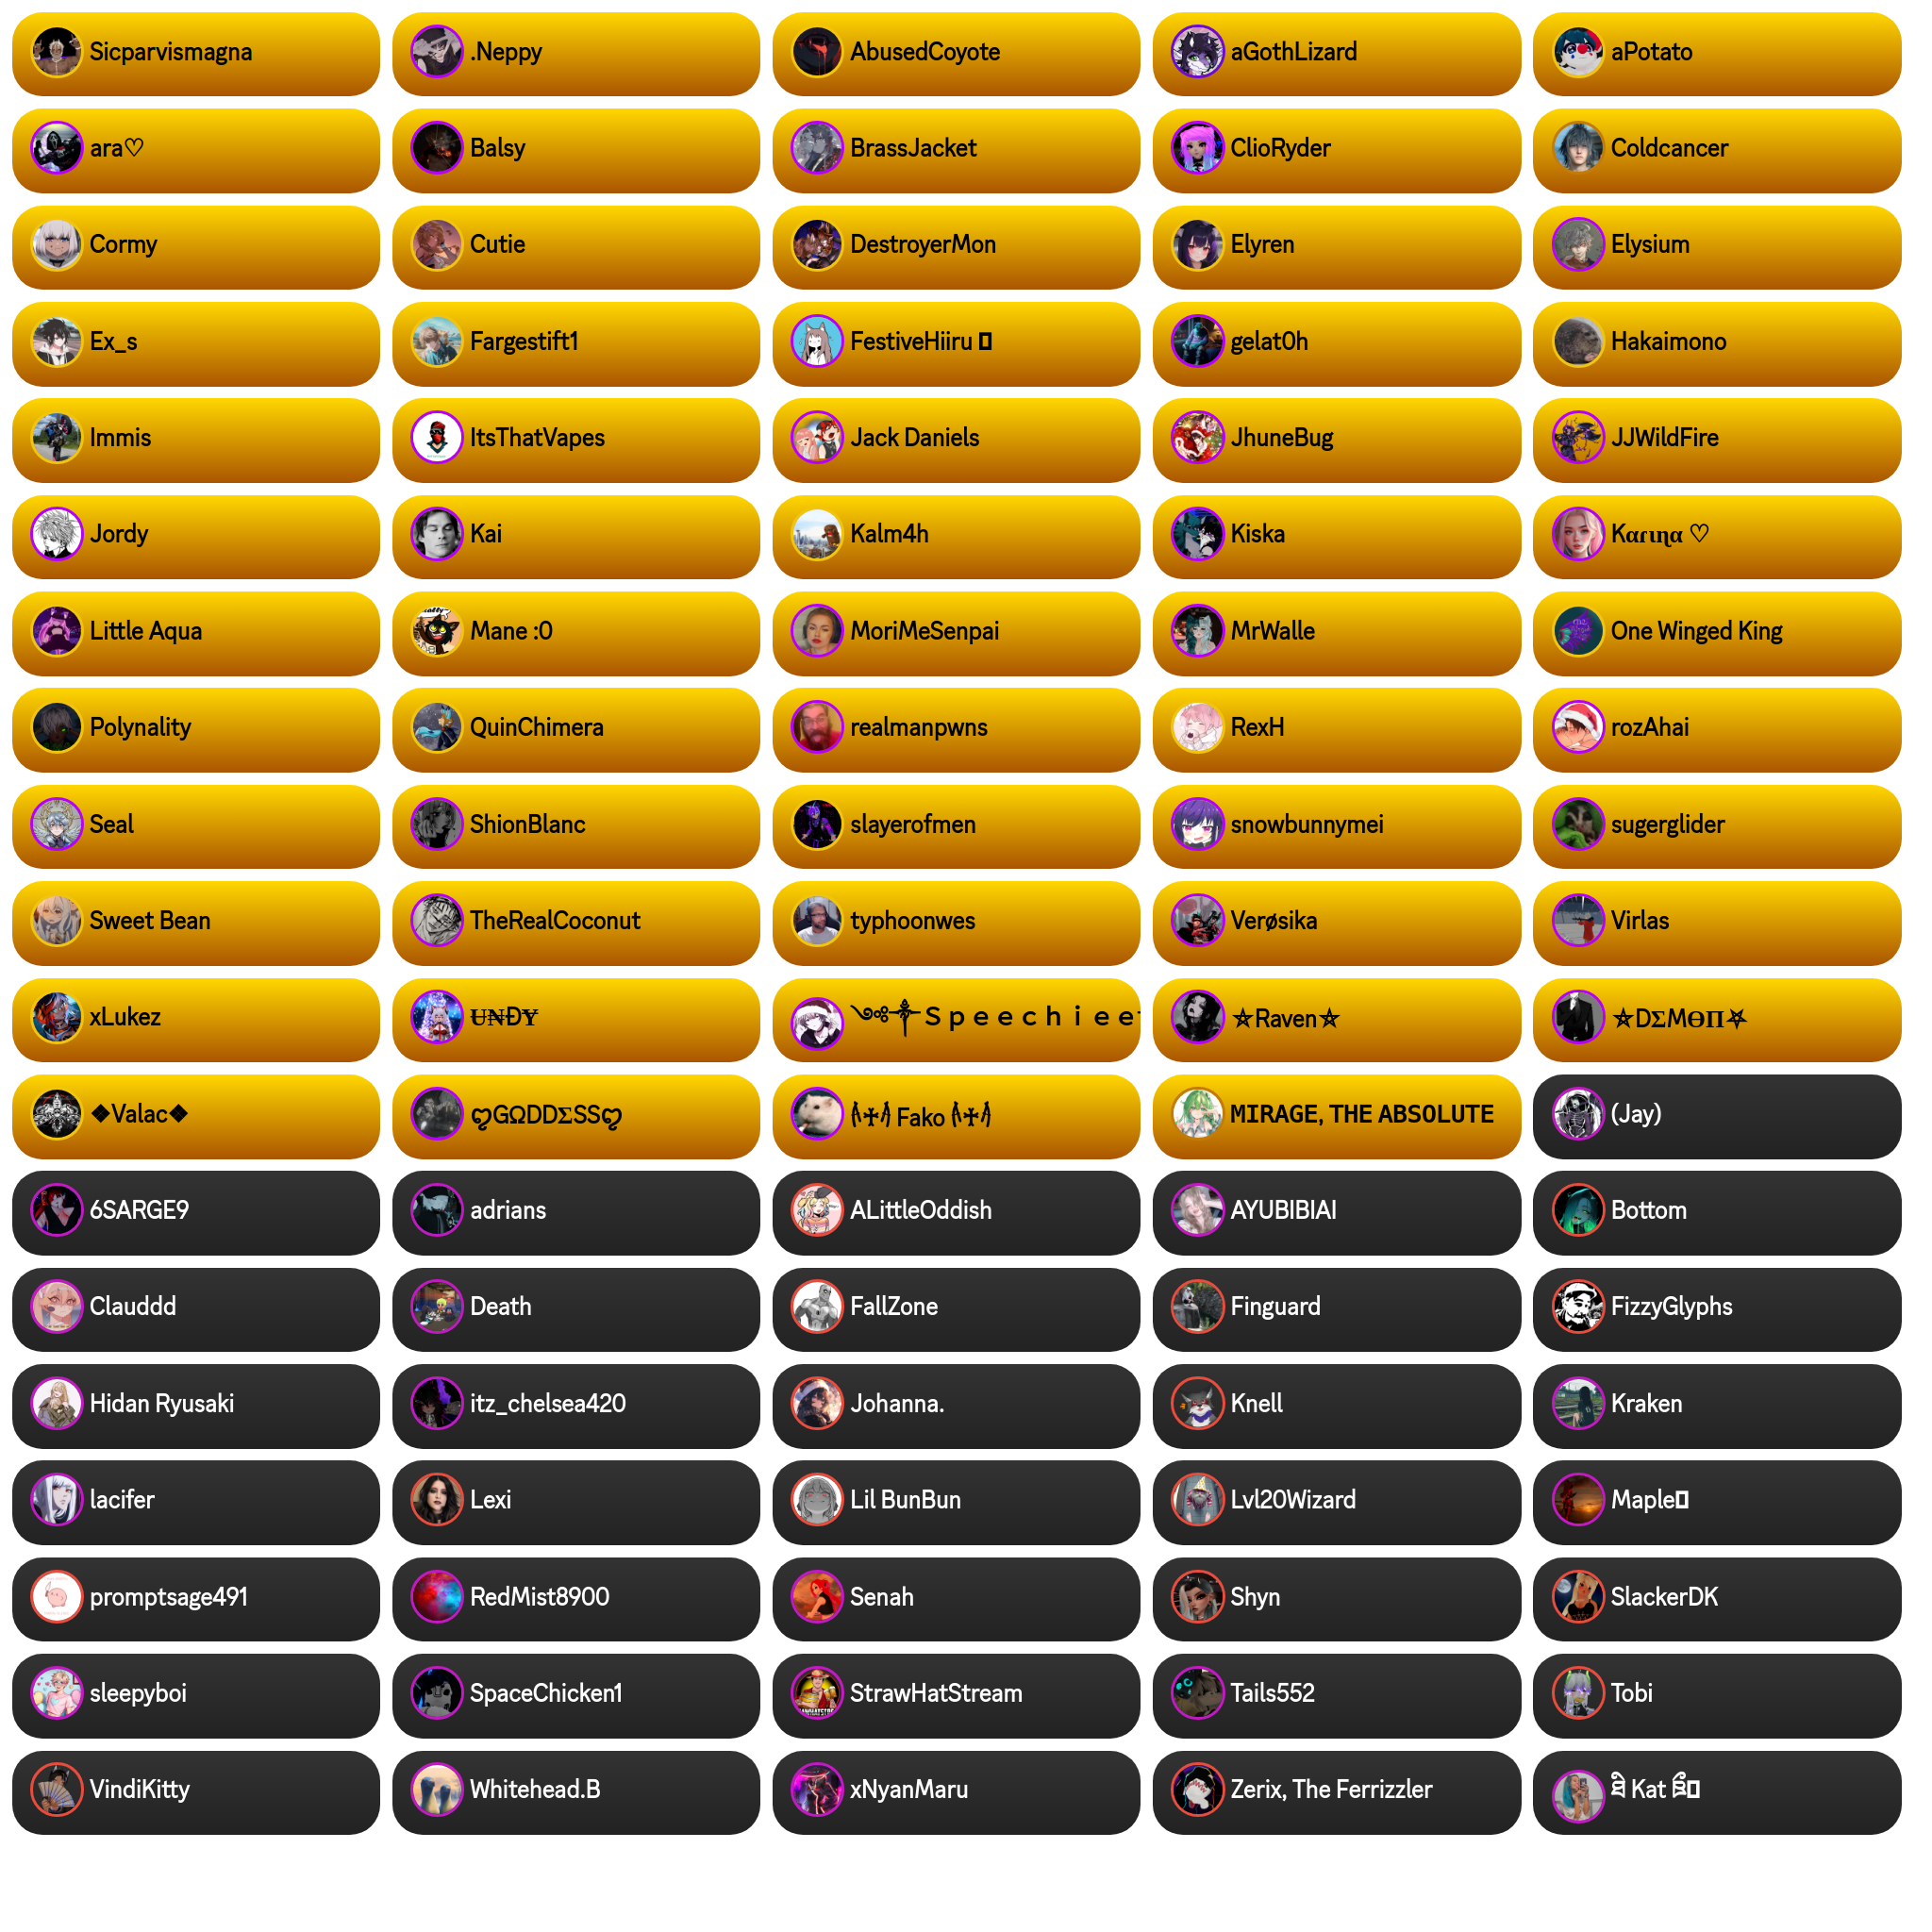 Sicparvismagna
.Neppy
AbusedCoyote
aGothLizard
aPotato
ara♡
Balsy
BrassJacket
ClioRyder
Coldcancer
Cormy
Cutie
DestroyerMon
Elyren
Elysium
Ex_s
Fargestift1
FestiveHiiru
gelat0h
Hakaimono
Immis
ItsThatVapes
Jack Daniels
JhuneBug
JJWildFire
Jordy
Kai
Kalm4h
Kiska
Kαɾιɳα ♡
Little Aqua
Mane :0
MoriMeSenpai
MrWalle
One Winged King
Polynality
QuinChimera
realmanpwns
RexH
rozAhai
Seal
ShionBlanc
slayerofmen
snowbunnymei
sugerglider
Sweet Bean
TheRealCoconut
typhoonwes
Verøsika
Virlas
xLukez
U̶N̶ĐY̶
༺༒Ｓｐｅｅｃｈｉｅｅ
⛤Raven⛤
⛤DΣMӨП⛧
❖Valac❖
ღGΩDDΣSSღ
Fako
MIRAGE, THE ABSOLUTE
(Jay)
6SARGE9
adrians
ALittleOddish
AYUBIBIAI
Bottom
Clauddd
Death
FallZone
Finguard
FizzyGlyphs
Hidan Ryusaki
itz_chelsea420
Johanna.
Knell
Kraken
lacifer
Lexi
Lil BunBun
Lvl20Wizard
Maple
promptsage491
RedMist8900
Senah
Shyn
SlackerDK
sleepyboi
SpaceChicken1
StrawHatStream
Tails552
Tobi
VindiKitty
Whitehead.B
xNyanMaru
Zerix, The Ferrizzler
Kat